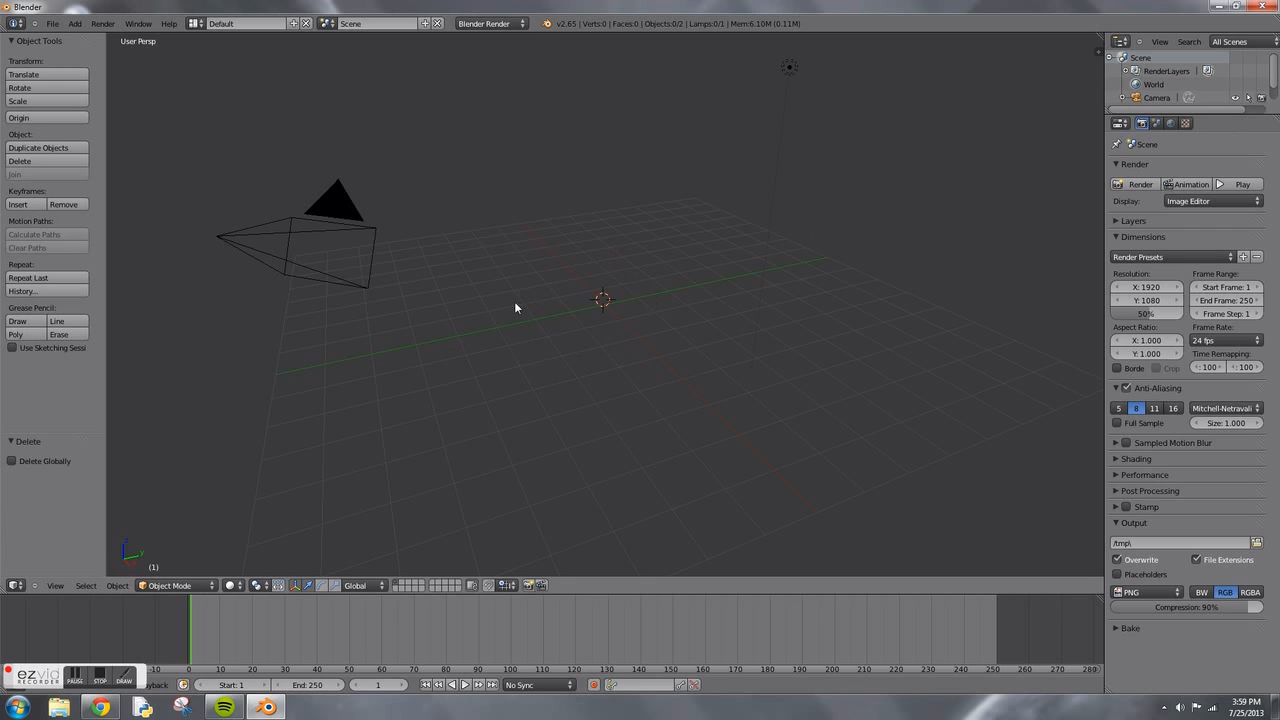 Blender
File Add Render Window Help Default Scene Blender Render v2.65 | Verts:0 | Faces:0 | Objects:0/2 | Lamps:0/1 | Mem:6.10M (0.11M)
Object Tools
Transform:
Translate
Rotate
Scale
Origin
Object:
Duplicate Objects
Delete
Join
Keyframes:
Insert Remove
Motion Paths:
Calculate Paths
Clear Paths
Repeat:
Repeat Last
History...
Grease Pencil:
Draw Line
Poly Erase
Use Sketching Sessi
Delete
Delete Globally
User Persp
z
y
(1)
View Select Object Object Mode Global
-10 0 10 20 30 40 50 60 70 80 90 100 110 120 130 140 150 160 170 180 190 200 210 220 230 240 250 260 270 280
yback Start: 1 End: 250 1 No Sync
ezvid
RECORDER
PAUSE STOP DRAW
View Search All Scenes
Scene
RenderLayers |
World
Camera |
Scene
Render
Render Animation Play
Display: Image Editor
Layers
Dimensions
Render Presets
Resolution: Frame Range:
X: 1920 Start Frame: 1
Y: 1080 End Frame: 250
50% Frame Step: 1
Aspect Ratio: Frame Rate:
X: 1.000 24 fps
Y: 1.000 Time Remapping:
Borde Crop : 100 : 100
Anti-Aliasing
5 8 11 16 Mitchell-Netravali
Full Sample Size: 1.000
Sampled Motion Blur
Shading
Performance
Post Processing
Stamp
Output
/tmp\
Overwrite File Extensions
Placeholders
PNG BW RGB RGBA
Compression: 90%
Bake
3:59 PM
7/25/2013